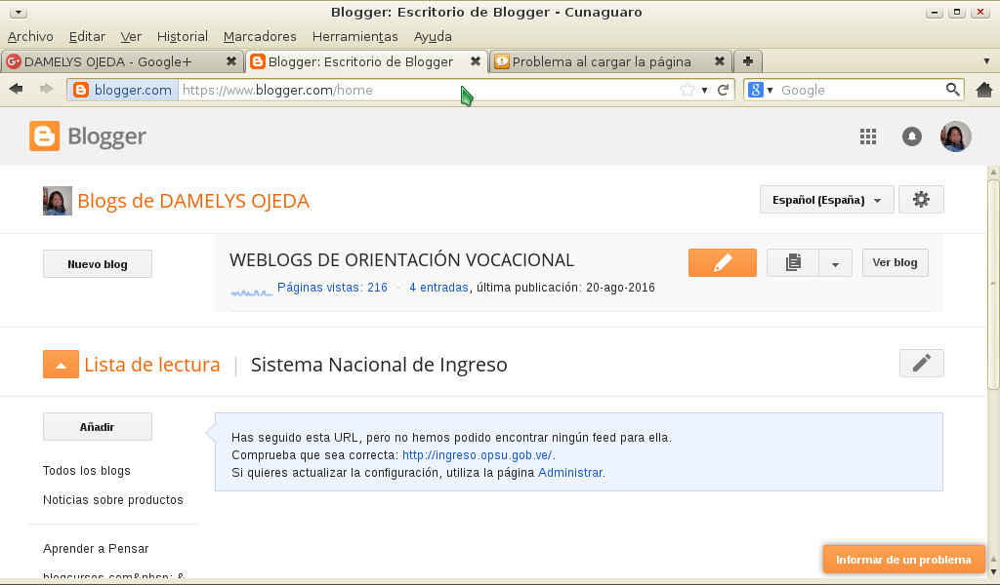 Blogger: Escritorio de Blogger - Cunaguaro
Archivo Editar Ver Historial Marcadores Herramientas Ayuda
DAMELYS OJEDA - Google+ Blogger: Escritorio de Blogger Problema al cargar la página
blogger.com https://www.blogger.com/home Google
Blogger
Blogs de DAMELYS OJEDA Español (España)
Nuevo blog WEBLOGS DE ORIENTACIÓN VOCACIONAL Ver blog
Páginas vistas: 216 · 4 entradas, última publicación: 20-ago-2016
Lista de lectura | Sistema Nacional de Ingreso
Añadir
Has seguido esta URL, pero no hemos podido encontrar ningún feed para ella.
Comprueba que sea correcta: http://ingreso.opsu.gob.ve/.
Si quieres actualizar la configuración, utiliza la página Administrar.
Todos los blogs
Noticias sobre productos
Aprender a Pensar
blogcursos.com&nbsp; &
Informar de un problema